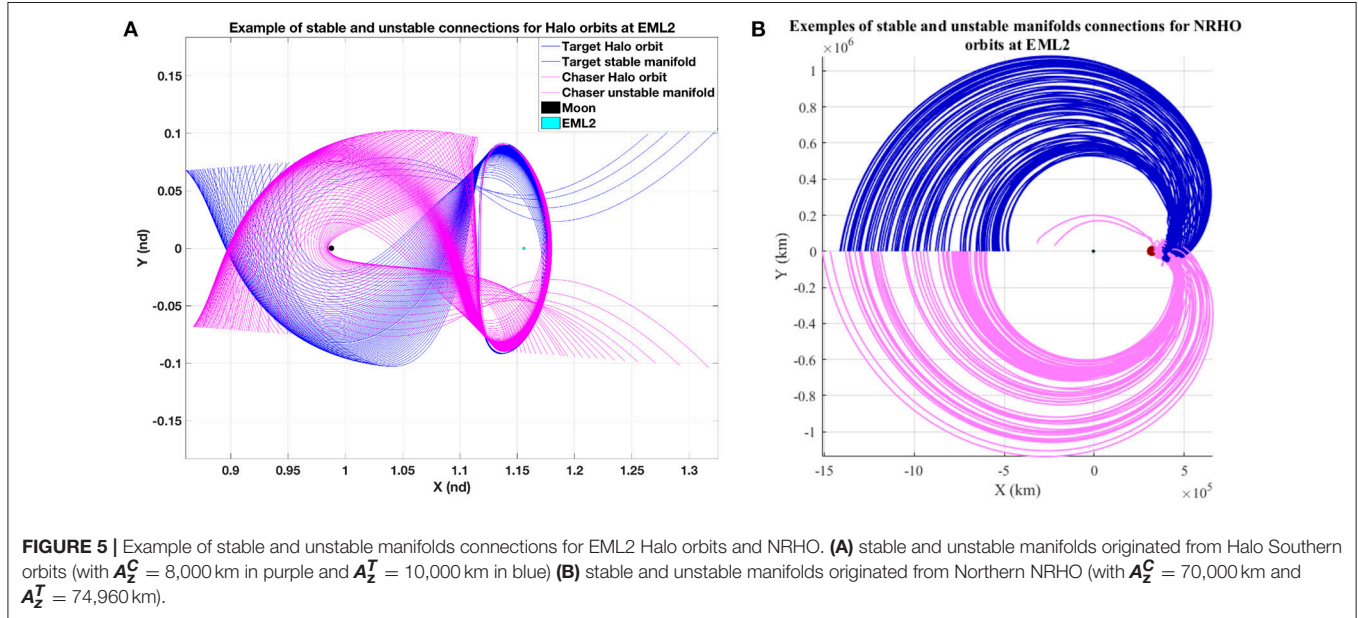 A
Example of stable and unstable connections for Halo orbits at EML2
Target Halo orbit
Target stable manifold
Chaser Halo orbit
Chaser unstable manifold
Moon
EML2
0.15
0.1
0.05
0
-0.05
-0.1
-0.15
Y (nd)
0.9 0.95 1 1.05 1.1 1.15 1.2 1.25 1.3
X (nd)
B
Exemples of stable and unstable manifolds connections for NRHO
orbits at EML2
×10⁶
1
0.8
0.6
0.4
0.2
0
-0.2
-0.4
-0.6
-0.8
-1
Y (km)
-15 -10 -5 0 5
X (km)
×10⁵
FIGURE 5 | Example of stable and unstable manifolds connections for EML2 Halo orbits and NRHO. (A) stable and unstable manifolds originated from Halo Southern
orbits (with A_z^C = 8,000 km in purple and A_z^T = 10,000 km in blue) (B) stable and unstable manifolds originated from Northern NRHO (with A_z^C = 70,000 km and
A_z^T = 74,960 km).